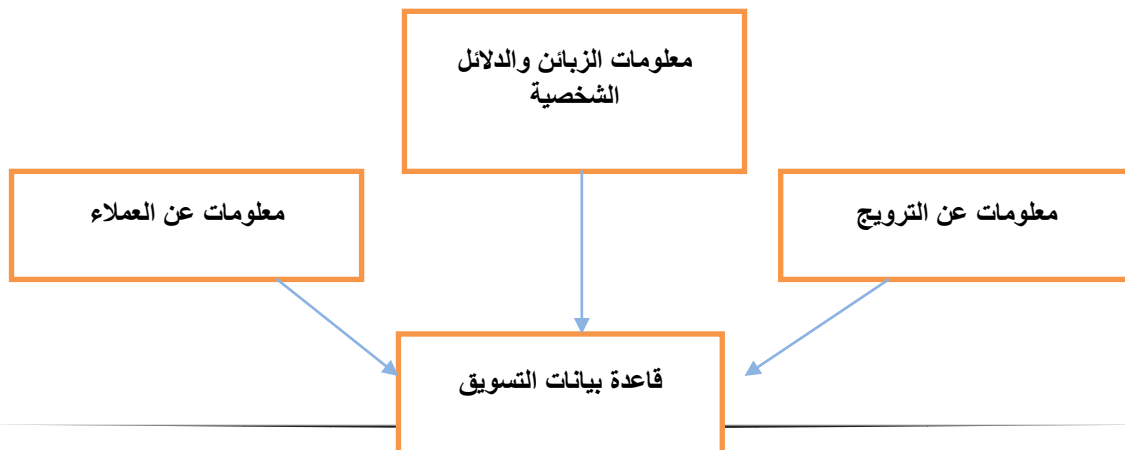 معلومات الزبائن والدلائل
الشخصية
معلومات عن الترويج
معلومات عن العملاء
قاعدة بيانات التسويق